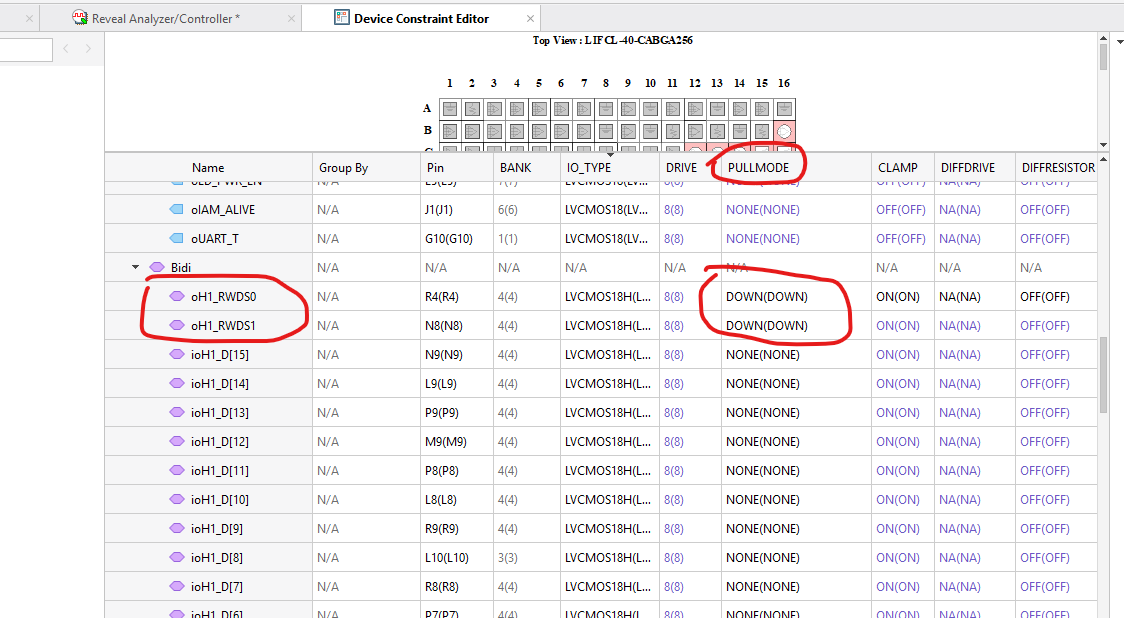 Reveal Analyzer/Controller *
Device Constraint Editor
Top View : LIFCL-40-CABGA256
1 2 3 4 5 6 7 8 9 10 11 12 13 14 15 16
A
B
Name Group By Pin BANK IO_TYPE DRIVE PULLMODE CLAMP DIFFDRIVE DIFFRESISTOR
oIAM_ALIVE N/A J1(J1) 6(6) LVCMOS18(LV... 8(8) NONE(NONE) OFF(OFF) NA(NA) OFF(OFF)
oUART_T N/A G10(G10) 1(1) LVCMOS18(LV... 8(8) NONE(NONE) OFF(OFF) NA(NA) OFF(OFF)
Bidi N/A N/A N/A N/A N/A N/A N/A N/A N/A
oH1_RWDS0 N/A R4(R4) 4(4) LVCMOS18H(L... 8(8) DOWN(DOWN) ON(ON) NA(NA) OFF(OFF)
oH1_RWDS1 N/A N8(N8) 4(4) LVCMOS18H(L... 8(8) DOWN(DOWN) ON(ON) NA(NA) OFF(OFF)
ioH1_D[15] N/A N9(N9) 4(4) LVCMOS18H(L... 8(8) NONE(NONE) ON(ON) NA(NA) OFF(OFF)
ioH1_D[14] N/A L9(L9) 4(4) LVCMOS18H(L... 8(8) NONE(NONE) ON(ON) NA(NA) OFF(OFF)
ioH1_D[13] N/A P9(P9) 4(4) LVCMOS18H(L... 8(8) NONE(NONE) ON(ON) NA(NA) OFF(OFF)
ioH1_D[12] N/A M9(M9) 4(4) LVCMOS18H(L... 8(8) NONE(NONE) ON(ON) NA(NA) OFF(OFF)
ioH1_D[11] N/A P8(P8) 4(4) LVCMOS18H(L... 8(8) NONE(NONE) ON(ON) NA(NA) OFF(OFF)
ioH1_D[10] N/A L8(L8) 4(4) LVCMOS18H(L... 8(8) NONE(NONE) ON(ON) NA(NA) OFF(OFF)
ioH1_D[9] N/A R9(R9) 4(4) LVCMOS18H(L... 8(8) NONE(NONE) ON(ON) NA(NA) OFF(OFF)
ioH1_D[8] N/A L10(L10) 3(3) LVCMOS18H(L... 8(8) NONE(NONE) ON(ON) NA(NA) OFF(OFF)
ioH1_D[7] N/A R8(R8) 4(4) LVCMOS18H(L... 8(8) NONE(NONE) ON(ON) NA(NA) OFF(OFF)
ioH1_D[6] N/A P7(P7) 4(4) LVCMOS18H(L... 8(8) NONE(NONE) ON(ON) NA(NA) OFF(OFF)